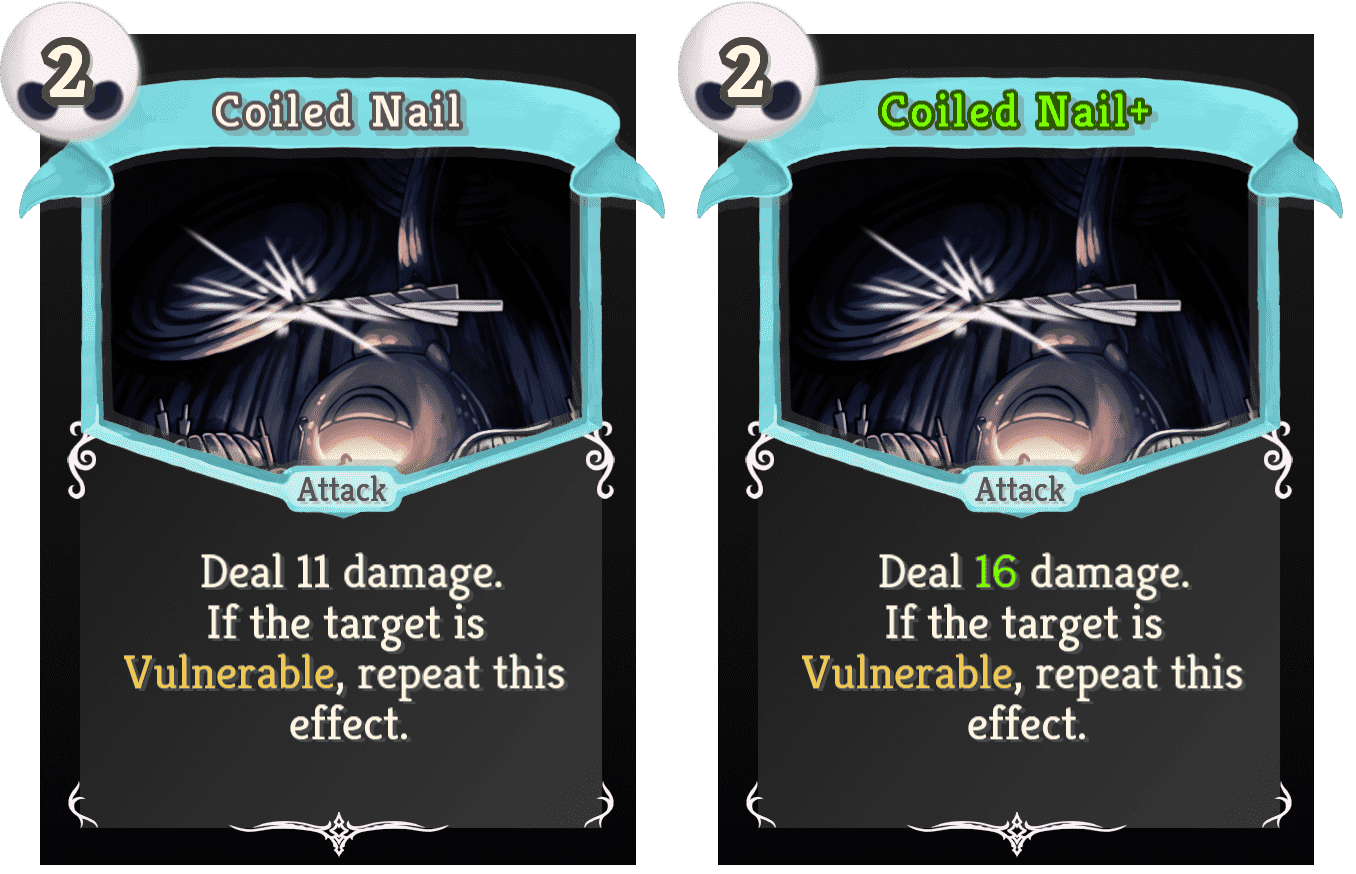 2
Coiled Nail
Attack
Deal 11 damage.
If the target is
Vulnerable, repeat this
effect.
2
Coiled Nail+
Attack
Deal 16 damage.
If the target is
Vulnerable, repeat this
effect.